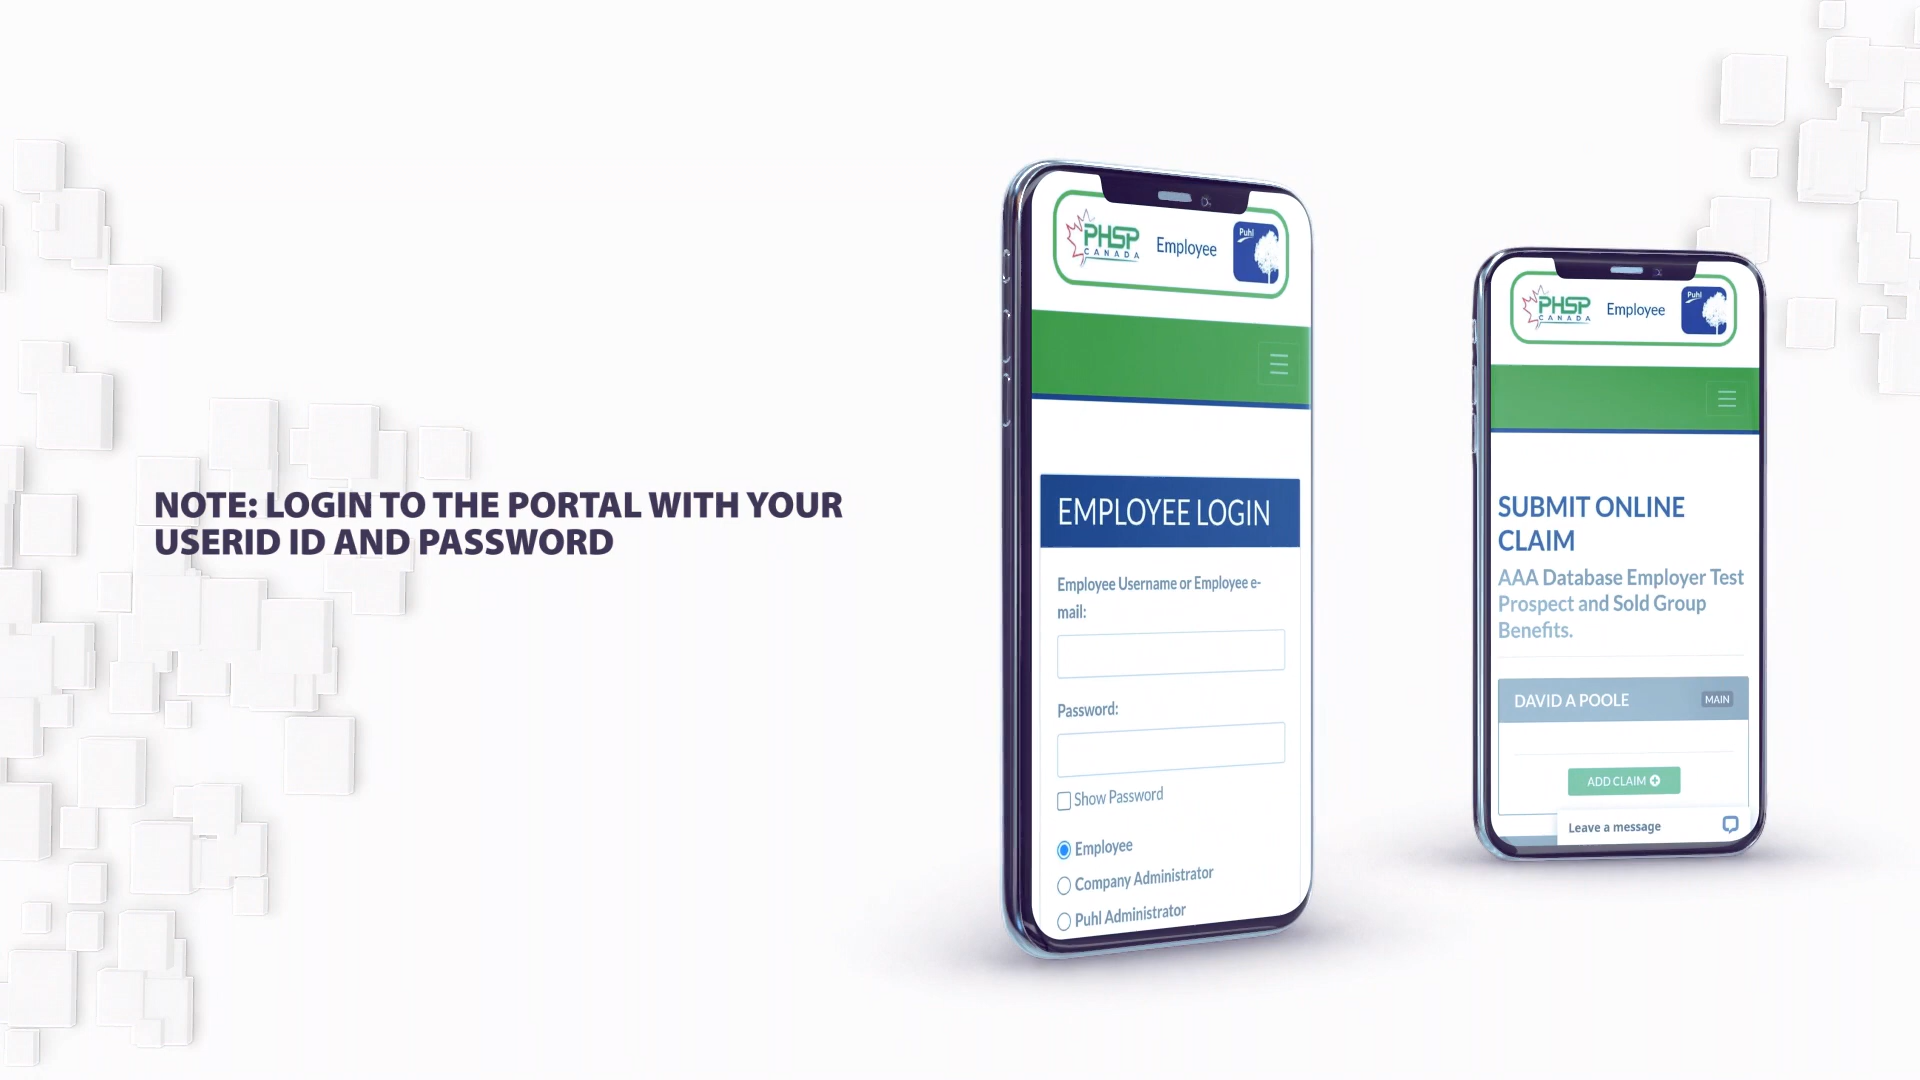 NOTE: LOGIN TO THE PORTAL WITH YOUR
USERID ID AND PASSWORD
PHSP
CANADA
Employee
Puhl
EMPLOYEE LOGIN
Employee Username or Employee e-
mail:
Password:
Show Password
Employee
Company Administrator
Puhl Administrator
PHSP
CANADA
Employee
Puhl
SUBMIT ONLINE
CLAIM
AAA Database Employer Test
Prospect and Sold Group
Benefits.
DAVID A POOLE
MAIN
ADD CLAIM
Leave a message